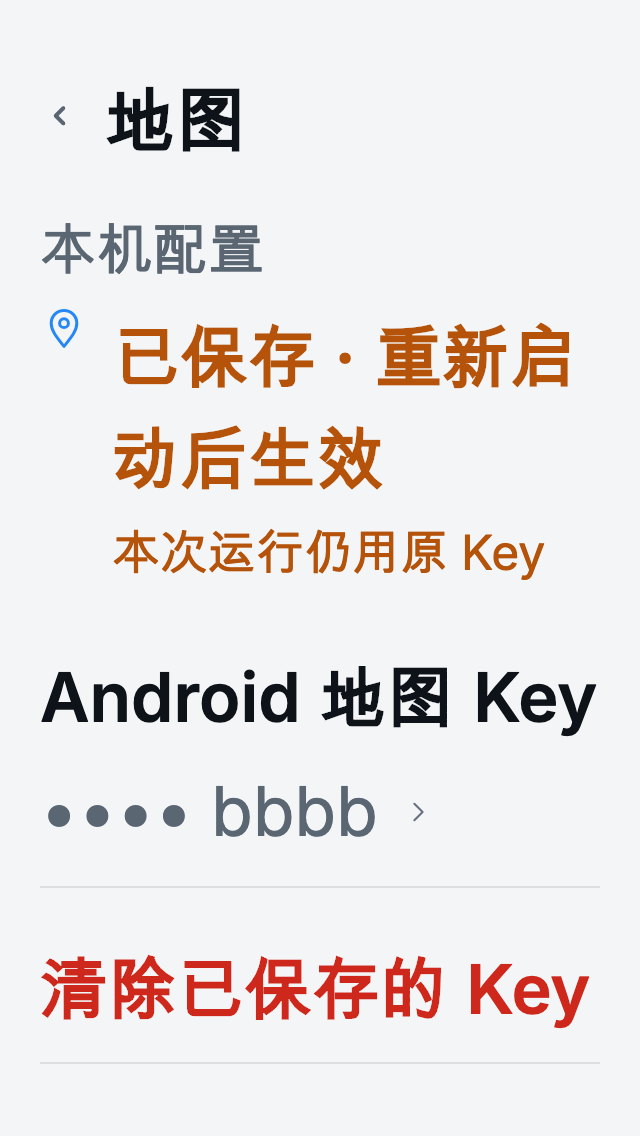 地图
本机配置
已保存 · 重新启
动后生效
本次运行仍用原 Key
Android 地图 Key
•••• bbbb
清除已保存的 Key